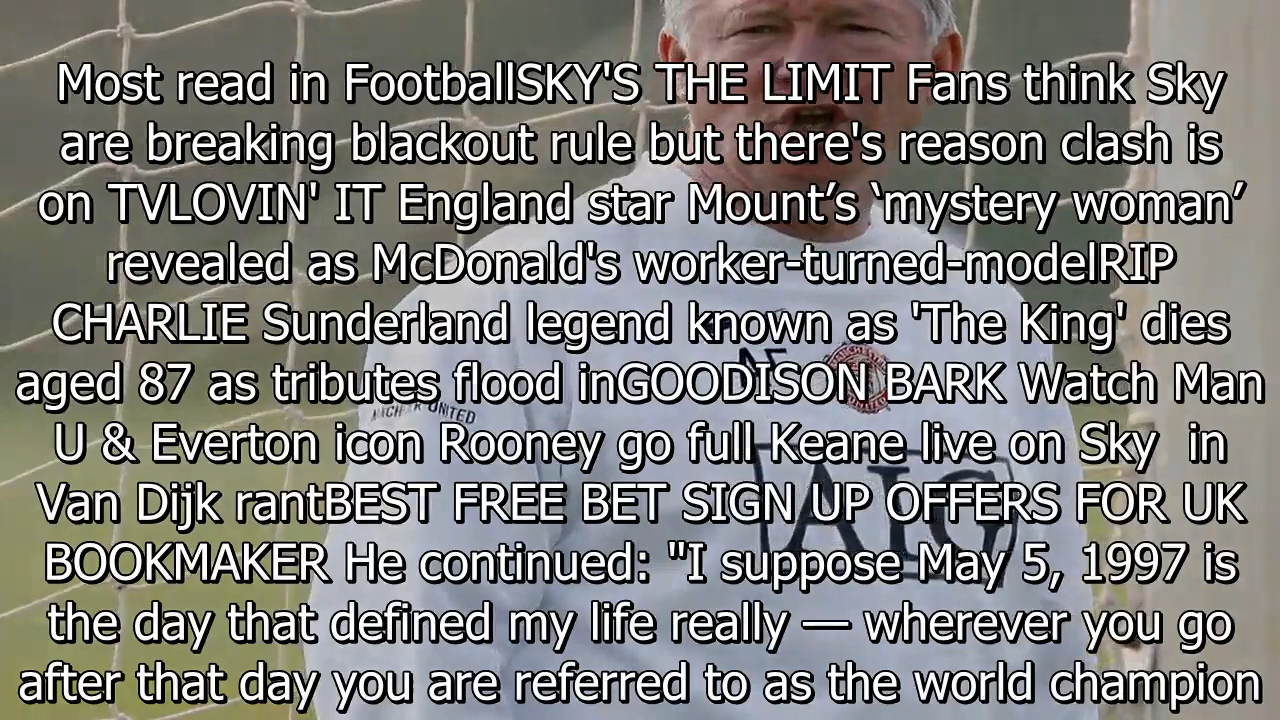 Most read in FootballSKY'S THE LIMIT Fans think Sky
are breaking blackout rule but there's reason clash is
on TVLOVIN' IT England star Mount’s ‘mystery woman’
revealed as McDonald's worker-turned-modelRIP
CHARLIE Sunderland legend known as 'The King' dies
aged 87 as tributes flood inGOODISON BARK Watch Man
U & Everton icon Rooney go full Keane live on Sky  in
Van Dijk rantBEST FREE BET SIGN UP OFFERS FOR UK
BOOKMAKER He continued: "I suppose May 5, 1997 is
the day that defined my life really — wherever you go
after that day you are referred to as the world champion
AF
UNITED
AIG